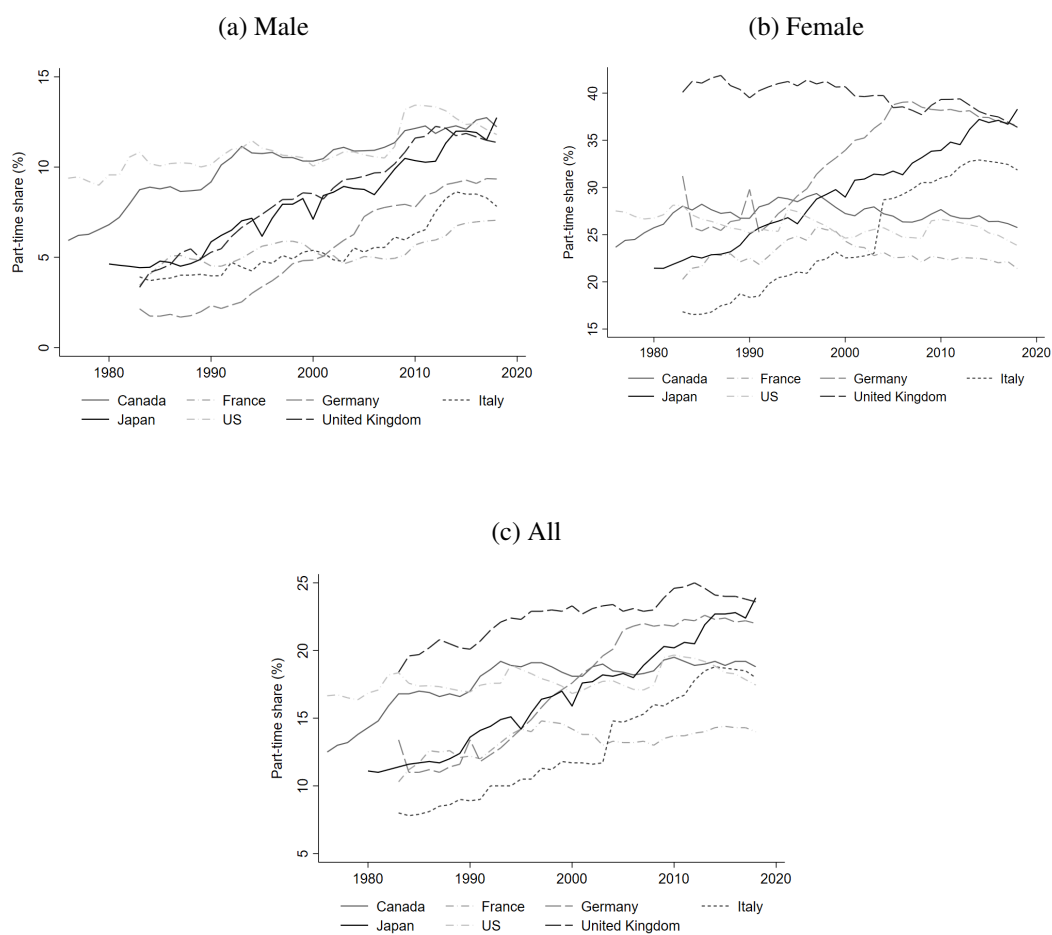 (a) Male
15
10
5
0
Part-time share (%)
1980 1990 2000 2010 2020
Canada France Germany Italy
Japan US United Kingdom
(b) Female
40
35
30
25
20
15
Part-time share (%)
1980 1990 2000 2010 2020
Canada France Germany Italy
Japan US United Kingdom
(c) All
25
20
15
10
5
Part-time share (%)
1980 1990 2000 2010 2020
Canada France Germany Italy
Japan US United Kingdom